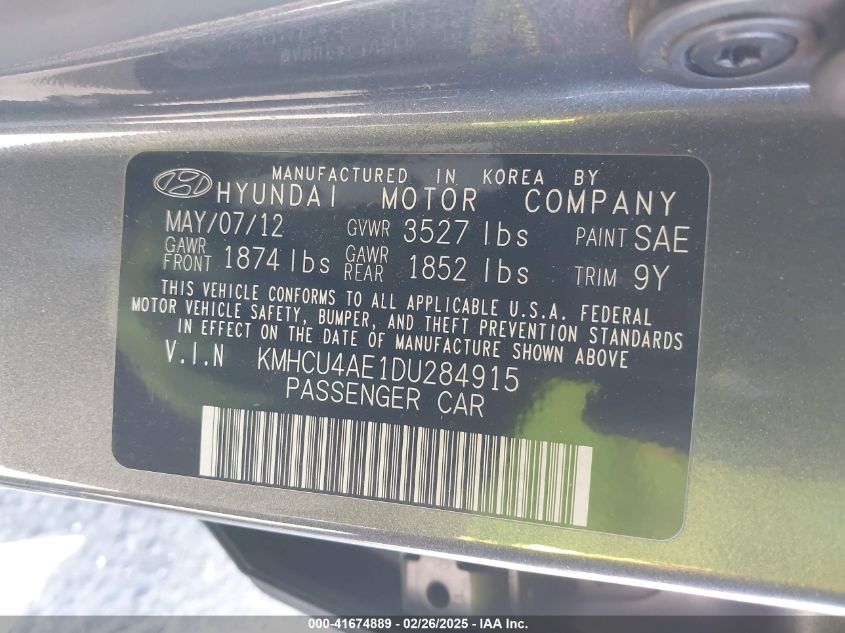 MANUFACTURED IN KOREA BY
HYUNDAI MOTOR COMPANY
MAY/07/12 GVWR 3527 lbs PAINT SAE
GAWR FRONT 1874 lbs GAWR REAR 1852 lbs TRIM 9Y
THIS VEHICLE CONFORMS TO ALL APPLICABLE U.S.A. FEDERAL
MOTOR VEHICLE SAFETY, BUMPER, AND THEFT PREVENTION STANDARDS
IN EFFECT ON THE DATE OF MANUFACTURE SHOWN ABOVE
V.I.N KMHCU4AE1DU284915
PASSENGER CAR
000-41674889 - 02/26/2025 - IAA Inc.